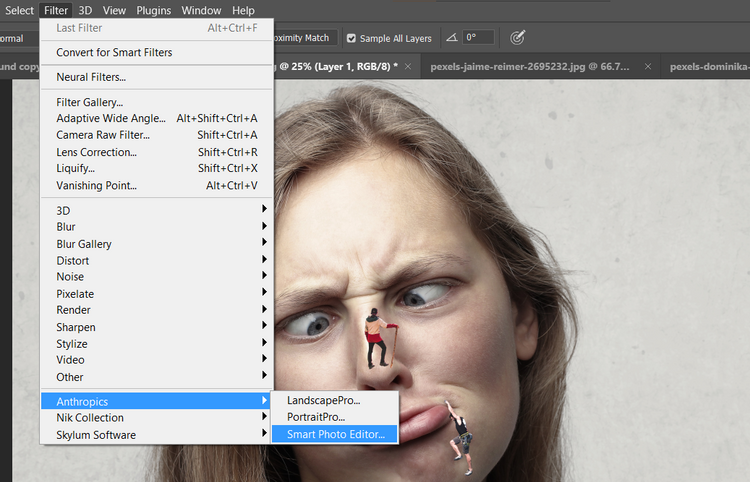 Select Filter 3D View Plugins Window Help
Sample All Layers 0°
und copy @ 25% (Layer 1, RGB/8) * × pexels-jaime-reimer-2695232.jpg @ 66.7... × pexels-dominika-
Last Filter Alt+Ctrl+F
Convert for Smart Filters
Neural Filters...
Filter Gallery...
Adaptive Wide Angle... Alt+Shift+Ctrl+A
Camera Raw Filter... Shift+Ctrl+A
Lens Correction... Shift+Ctrl+R
Liquify... Shift+Ctrl+X
Vanishing Point... Alt+Ctrl+V
3D
Blur
Blur Gallery
Distort
Noise
Pixelate
Render
Sharpen
Stylize
Video
Other
Anthropics
Nik Collection
Skylum Software
LandscapePro...
PortraitPro...
Smart Photo Editor...